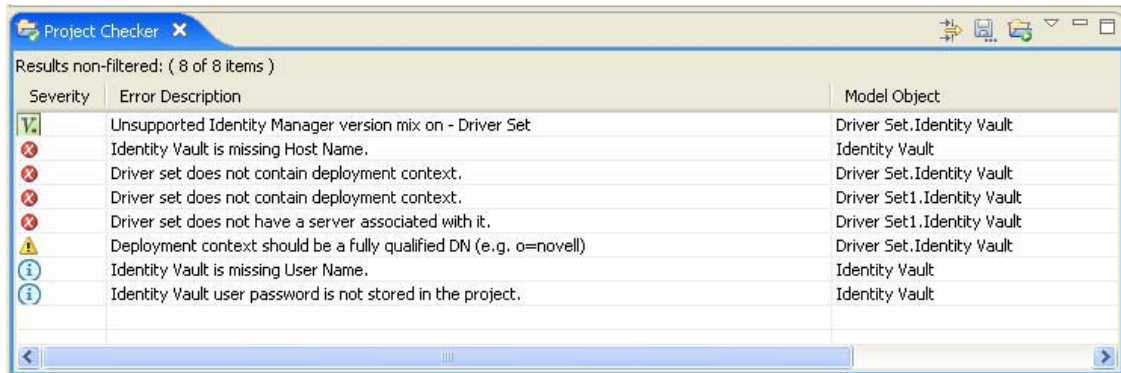 Project Checker
Results non-filtered: ( 8 of 8 items )
Severity Error Description Model Object
V. Unsupported Identity Manager version mix on - Driver Set Driver Set.Identity Vault
Identity Vault is missing Host Name. Identity Vault
Driver set does not contain deployment context. Driver Set.Identity Vault
Driver set does not contain deployment context. Driver Set1.Identity Vault
Driver set does not have a server associated with it. Driver Set1.Identity Vault
Deployment context should be a fully qualified DN (e.g. o=novell) Driver Set.Identity Vault
Identity Vault is missing User Name. Identity Vault
Identity Vault user password is not stored in the project. Identity Vault